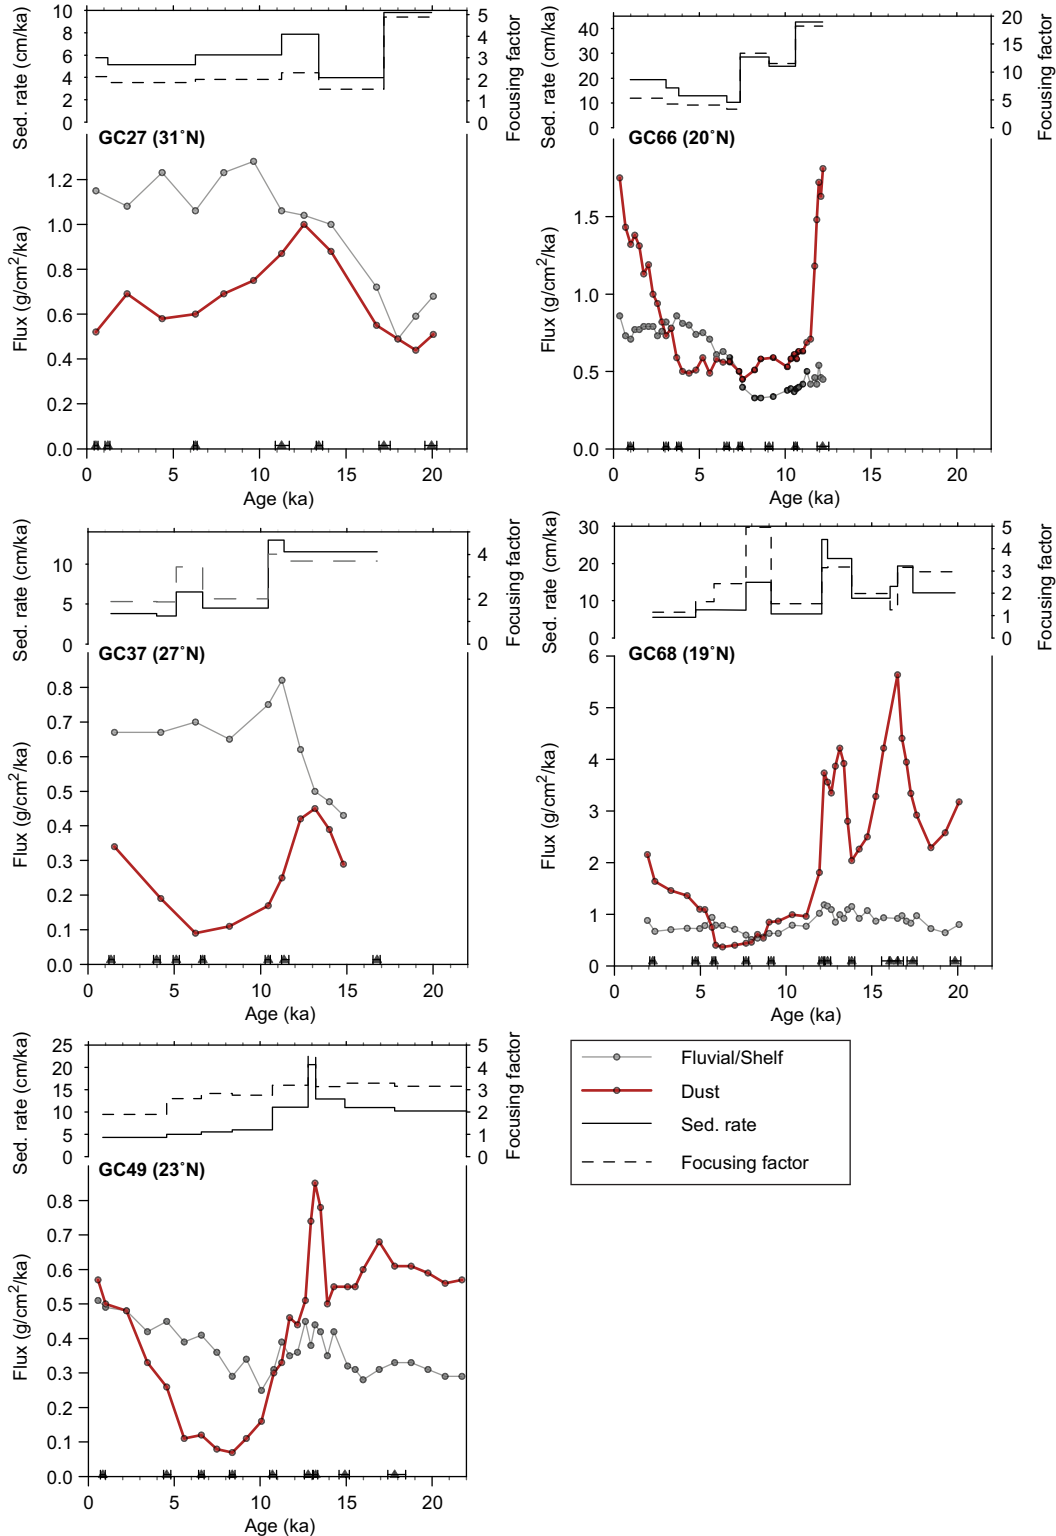 Sed. rate (cm/ka)
10
8
6
4
2
0
5
4
3
2
1
0
Focusing factor
GC27 (31°N)
Flux (g/cm²/ka)
1.2
1.0
0.8
0.6
0.4
0.2
0.0
0 5 10 15 20
Age (ka)
Sed. rate (cm/ka)
40
30
20
10
0
20
15
10
5
0
Focusing factor
GC66 (20°N)
Flux (g/cm²/ka)
1.5
1.0
0.5
0.0
0 5 10 15 20
Age (ka)
Sed. rate (cm/ka)
10
5
0
4
3
2
1
0
Focusing factor
GC37 (27°N)
Flux (g/cm²/ka)
0.8
0.7
0.6
0.5
0.4
0.3
0.2
0.1
0.0
0 5 10 15 20
Age (ka)
Sed. rate (cm/ka)
30
20
10
0
5
4
3
2
1
0
Focusing factor
GC68 (19°N)
Flux (g/cm²/ka)
6
5
4
3
2
1
0
0 5 10 15 20
Age (ka)
Sed. rate (cm/ka)
25
20
15
10
5
0
5
4
3
2
1
0
Focusing factor
GC49 (23°N)
Flux (g/cm²/ka)
0.8
0.7
0.6
0.5
0.4
0.3
0.2
0.1
0.0
0 5 10 15 20
Age (ka)
Fluvial/Shelf
Dust
Sed. rate
Focusing factor